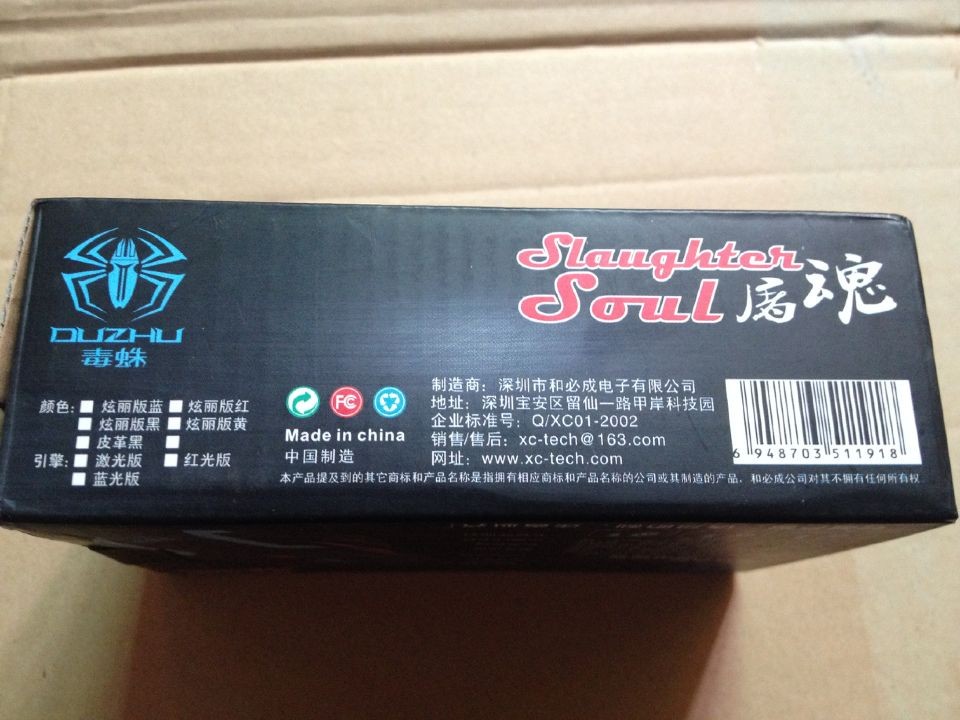 DUZHU
毒蛛
Slaughter
Soul 屠魂
颜色: 炫丽版蓝 炫丽版红
炫丽版黑 炫丽版黄
皮革黑
引擎: 激光版 红光版
蓝光版
FC
Made in china
中国制造
制造商: 深圳市和必成电子有限公司
地址: 深圳宝安区留仙一路甲岸科技园
企业标准号: Q/XC01-2002
销售/售后: xc-tech@163.com
网址: www.xc-tech.com
6 948703 511918
本产品提及到的其它商标和产品名称是指拥有相应商标和产品名称的公司或其制造的产品, 和必成公司对其不拥有任何所有权.